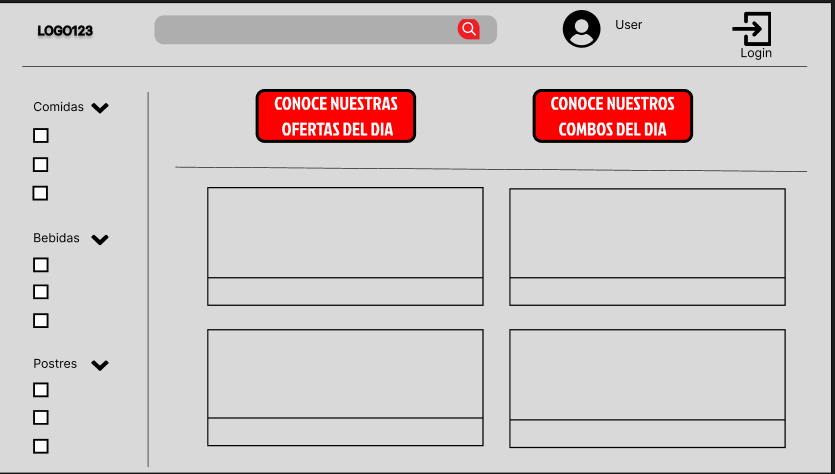 LOGO123
User
Login
Comidas
CONOCE NUESTRAS
OFERTAS DEL DIA
CONOCE NUESTROS
COMBOS DEL DIA
Bebidas
Postres